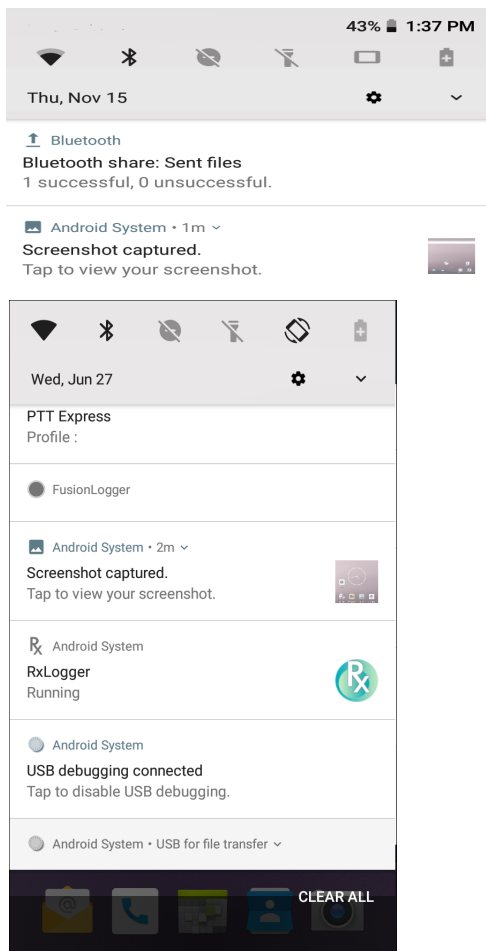 43% 1:37 PM
Thu, Nov 15
Bluetooth
Bluetooth share: Sent files
1 successful, 0 unsuccessful.
Android System • 1m
Screenshot captured.
Tap to view your screenshot.
Wed, Jun 27
PTT Express
Profile :
FusionLogger
Android System • 2m
Screenshot captured.
Tap to view your screenshot.
Rx Android System
RxLogger
Running
Rx
Android System
USB debugging connected
Tap to disable USB debugging.
Android System • USB for file transfer
CLEAR ALL